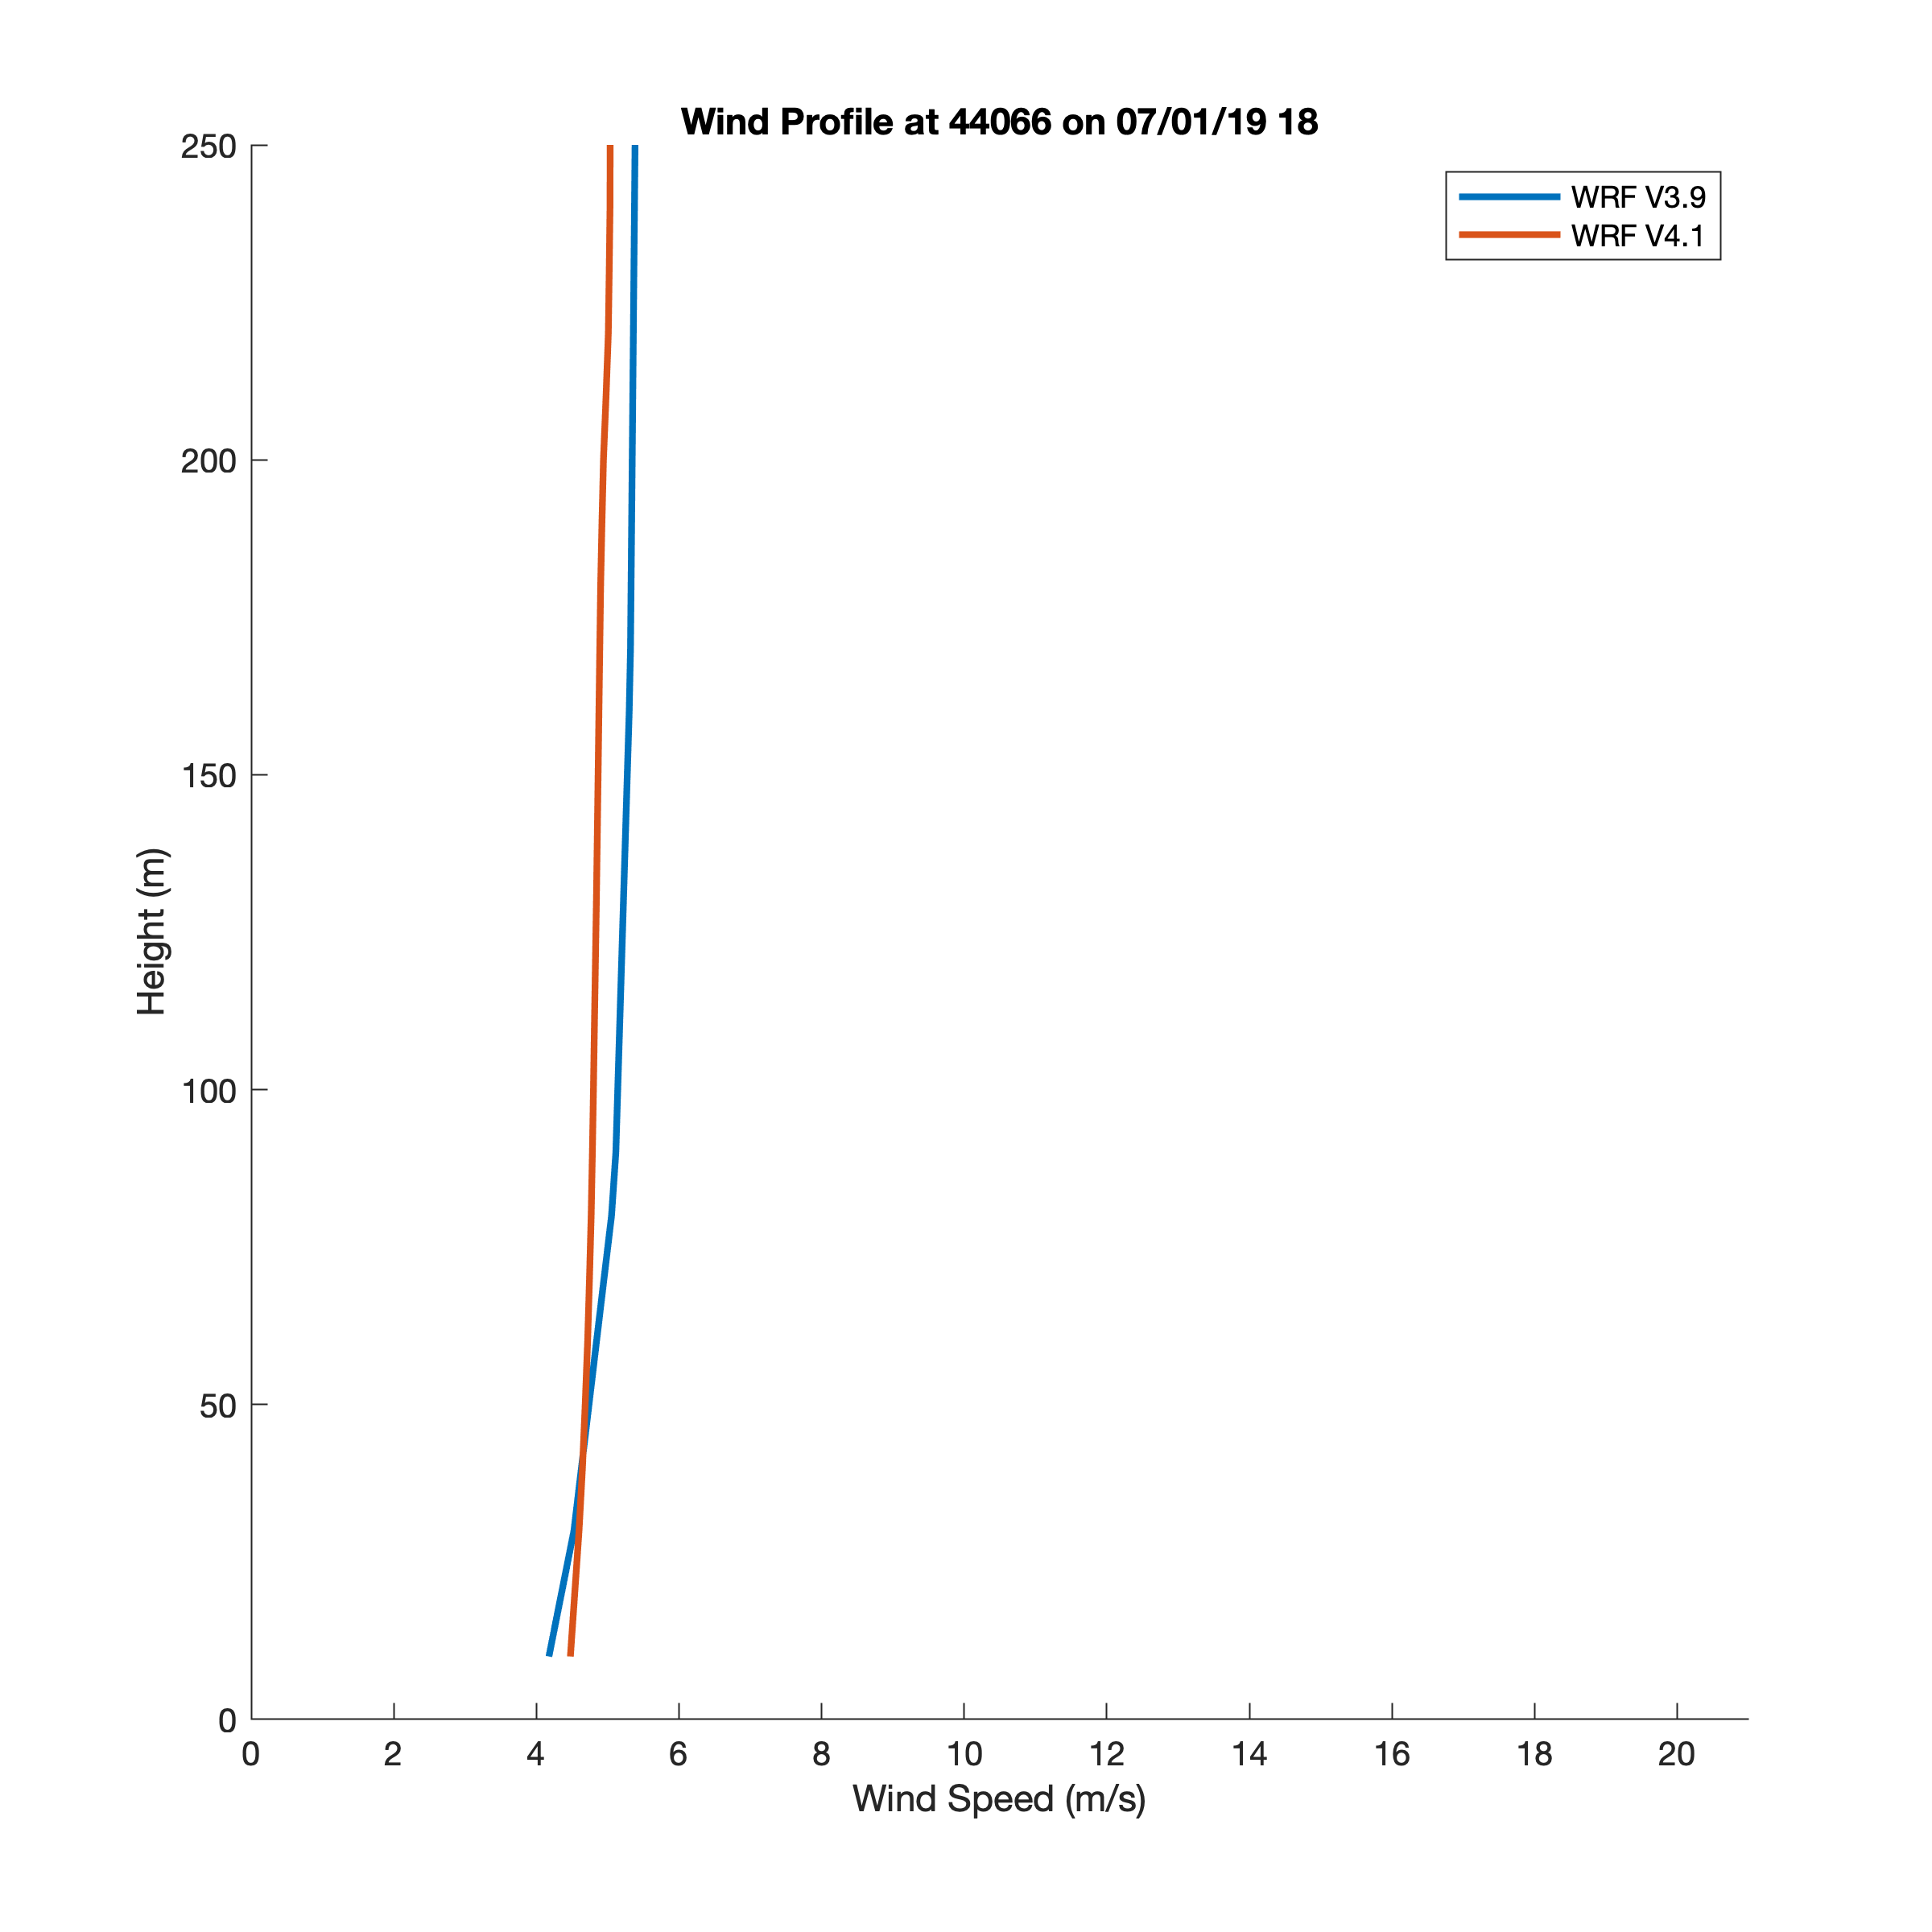 Wind Profile at 44066 on 07/01/19 18
WRF V3.9
WRF V4.1
250
200
150
100
50
0
Height (m)
0 2 4 6 8 10 12 14 16 18 20
Wind Speed (m/s)